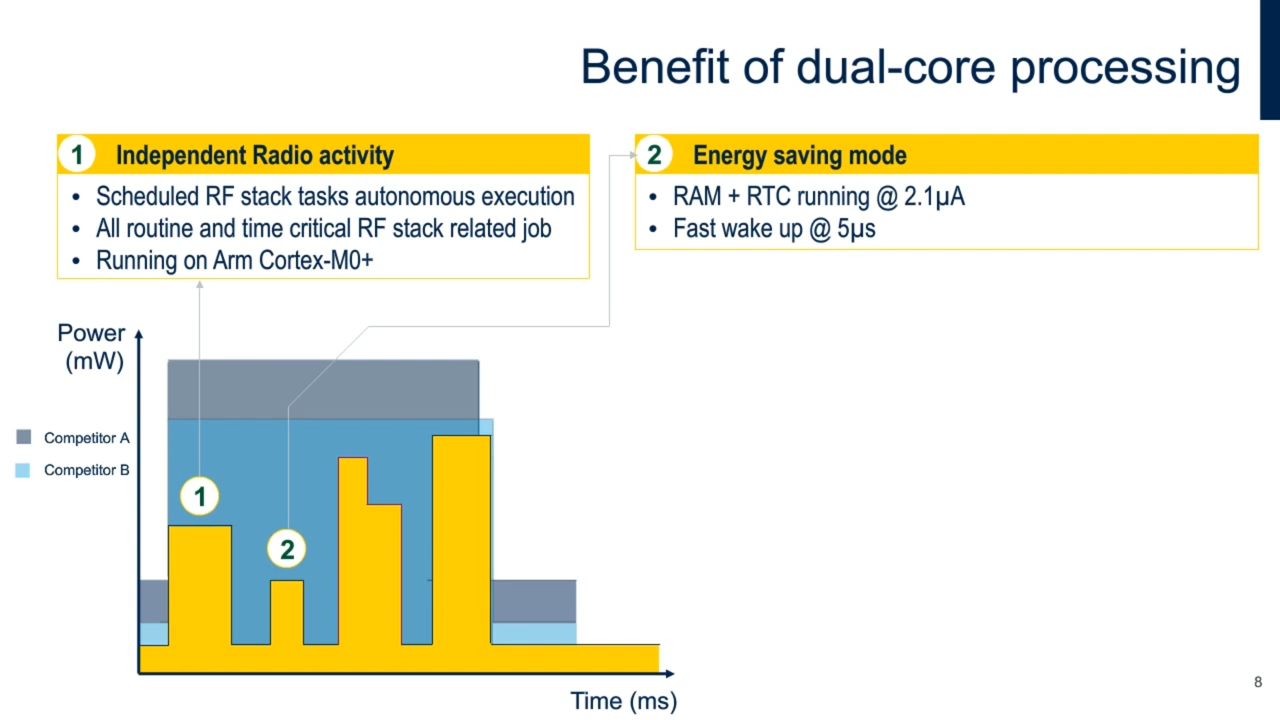 Benefit of dual-core processing
1 Independent Radio activity
• Scheduled RF stack tasks autonomous execution
• All routine and time critical RF stack related job
• Running on Arm Cortex-M0+
2 Energy saving mode
• RAM + RTC running @ 2.1µA
• Fast wake up @ 5µs
Power
(mW)
Competitor A
Competitor B
1
2
Time (ms)
8